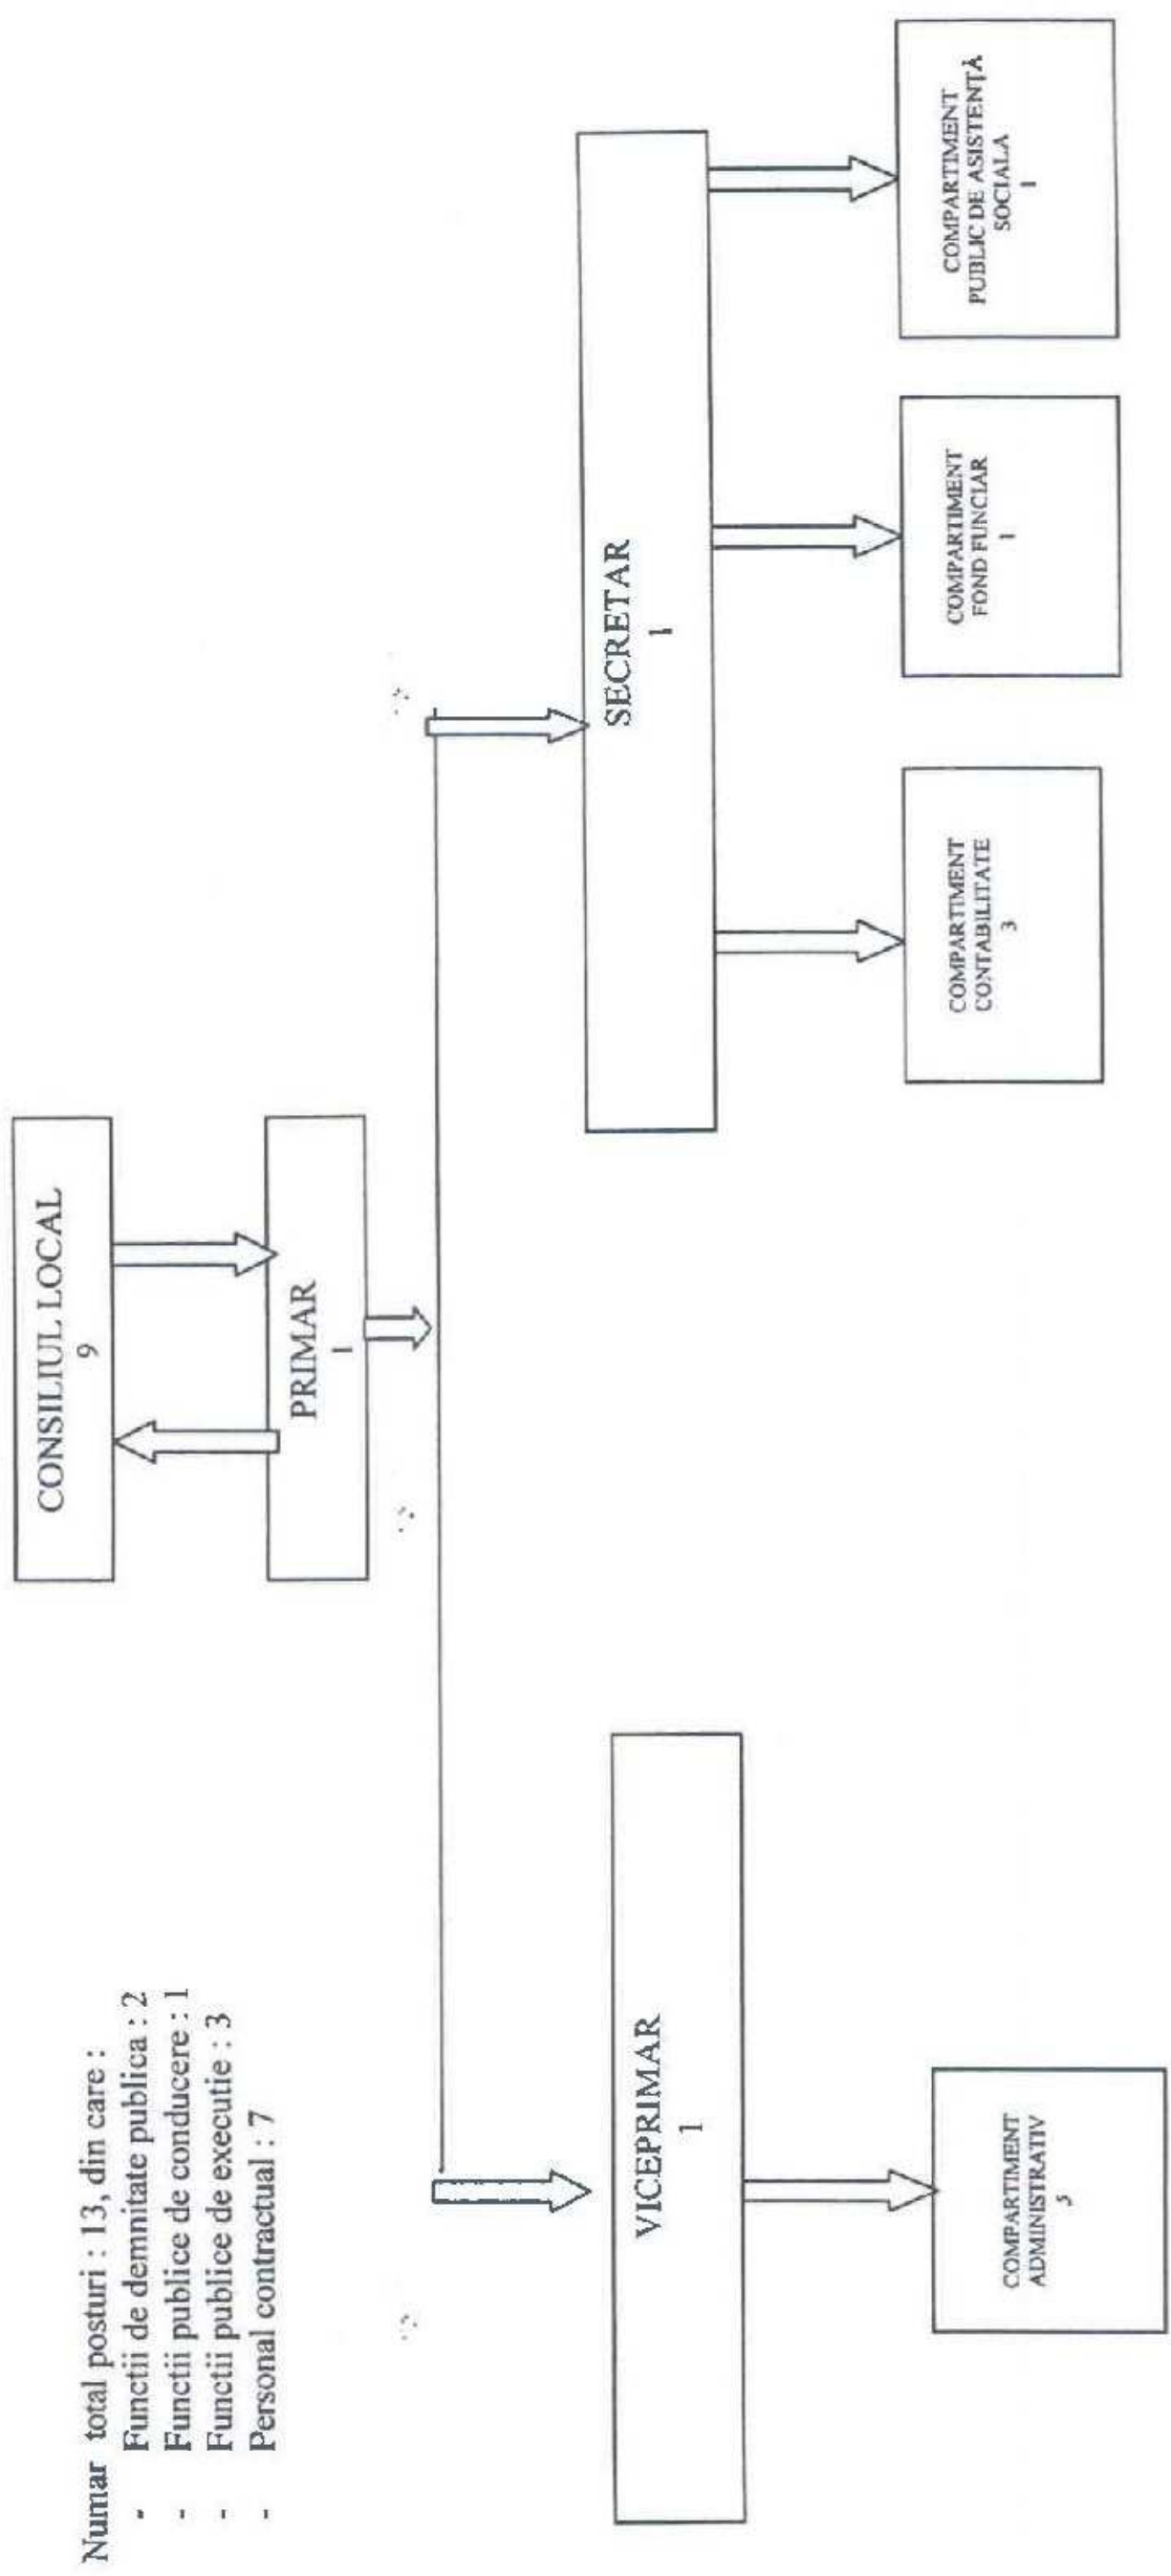 Numar total posturi : 13, din care :
- Functii de demnitate publica : 2
- Functii publice de conducere : 1
- Functii publice de executie : 3
- Personal contractual : 7
CONSILIUL LOCAL
9
PRIMAR
1
VICEPRIMAR
1
SECRETAR
1
COMPARTIMENT
ADMINISTRATIV
5
COMPARTIMENT
CONTABILITATE
3
COMPARTIMENT
FOND FUNCIAR
1
COMPARTIMENT
PUBLIC DE ASISTENȚĂ
SOCIALA
1